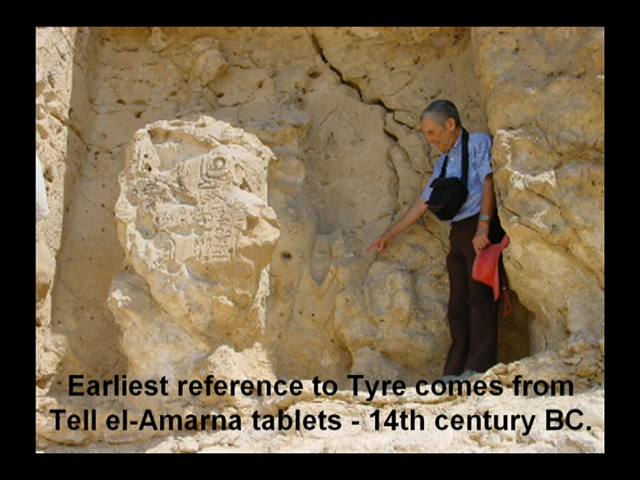 Earliest reference to Tyre comes from
Tell el-Amarna tablets - 14th century BC.